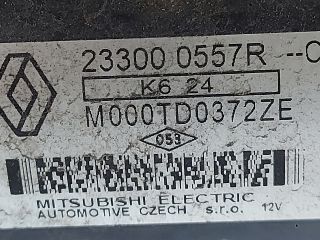 23300 0557R --C
K6 24
M000TD0372ZE
053
MITSUBISHI ELECTRIC
AUTOMOTIVE CZECH s.r.o. 12V